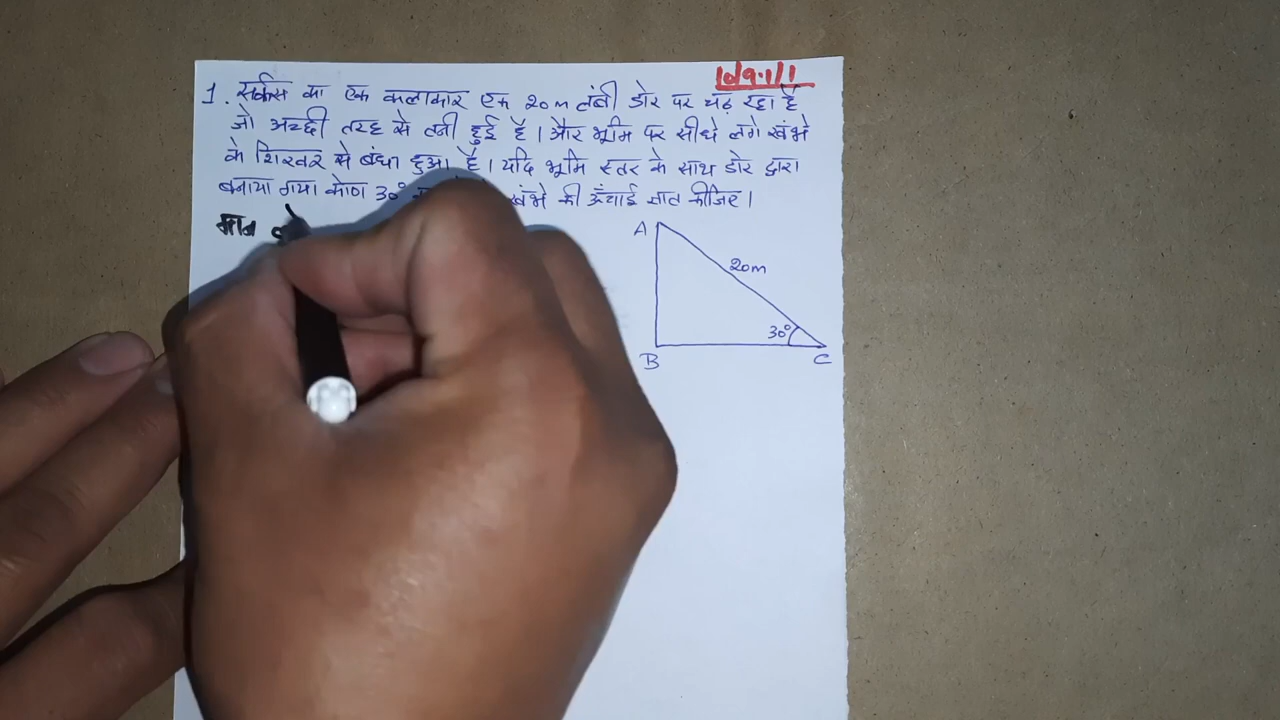 10/9.1/1
1. सर्कस का एक कलाकार एक 20m लंबी डोर पर चढ़ रहा है
जो अच्छी तरह से तनी हुई है। और भूमि पर सीधे लगे खंभे
के शिखर से बंधा हुआ है। यदि भूमि स्तर के साथ डोर द्वारा
बनाया गया कोण 30° खंभे की ऊँचाई ज्ञात कीजिए।
मान
A
20m
30°
B
C